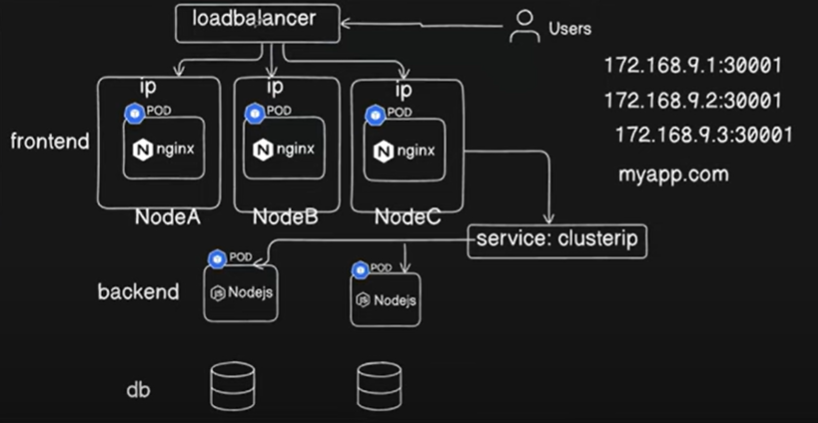 loadbalancer
Users
172.168.9.1:30001
172.168.9.2:30001
172.168.9.3:30001
myapp.com
ip
ip
ip
POD
POD
POD
frontend
N nginx
N nginx
N nginx
NodeA
NodeB
NodeC
service: clusterip
POD
POD
backend
JS Nodejs
JS Nodejs
db